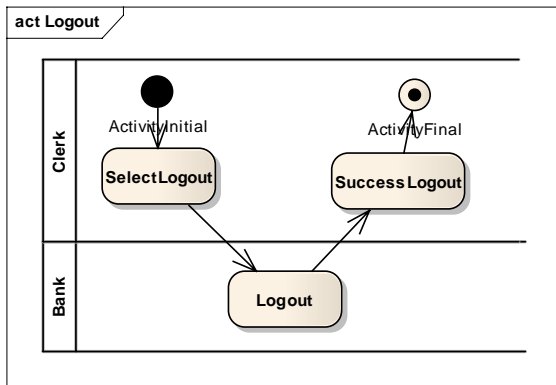 act Logout
Clerk
ActivityInitial
ActivityFinal
SelectLogout
SuccessLogout
Bank
Logout